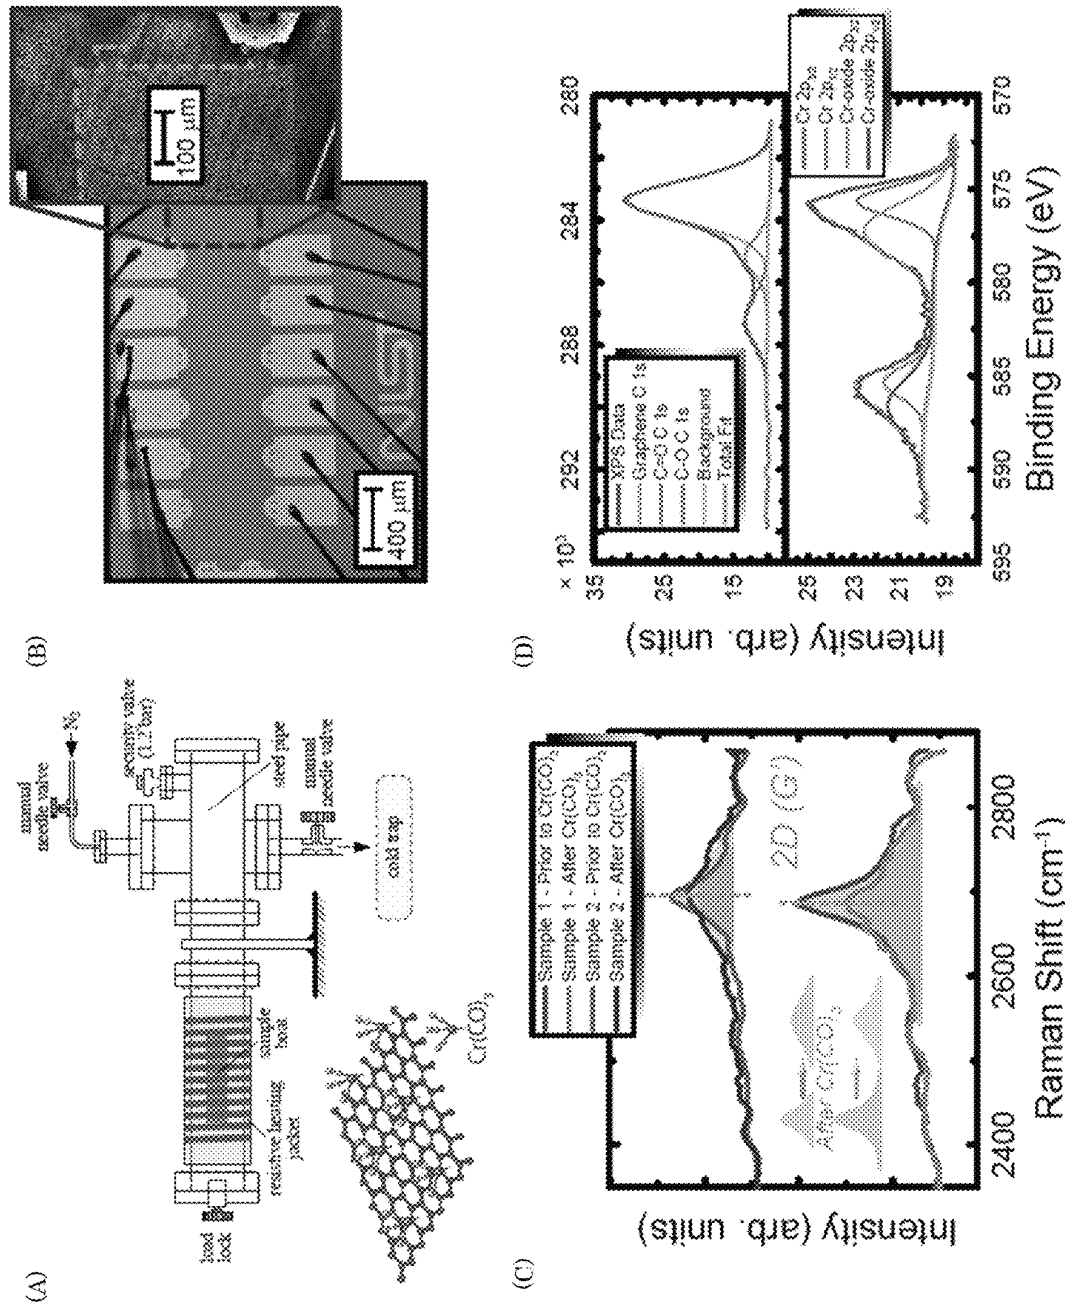 (A)
manual
needle valve
N₂
security valve
(1.2 bar)
steel pipe
manual
needle valve
cold trap
load
lock
resistive heating
jacket
sample
boat
Cr(CO)₃
(B)
400 μm
100 μm
(C)
Sample 1 - Prior to Cr(CO)₃
Sample 1 - After Cr(CO)₃
Sample 2 - Prior to Cr(CO)₃
Sample 2 - After Cr(CO)₃
2D (G')
After Cr(CO)₃
Intensity (arb. units)
2400
2600
2800
Raman Shift (cm⁻¹)
(D)
× 10³
292
288
284
280
35
25
15
XPS Data
Graphene C 1s
C=O C 1s
C-O C 1s
Background
Total Fit
Cr 2p₃/₂
Cr 2p₁/₂
Cr-oxide 2p₃/₂
Cr-oxide 2p₁/₂
25
23
21
19
Intensity (arb. units)
595
590
585
580
575
570
Binding Energy (eV)